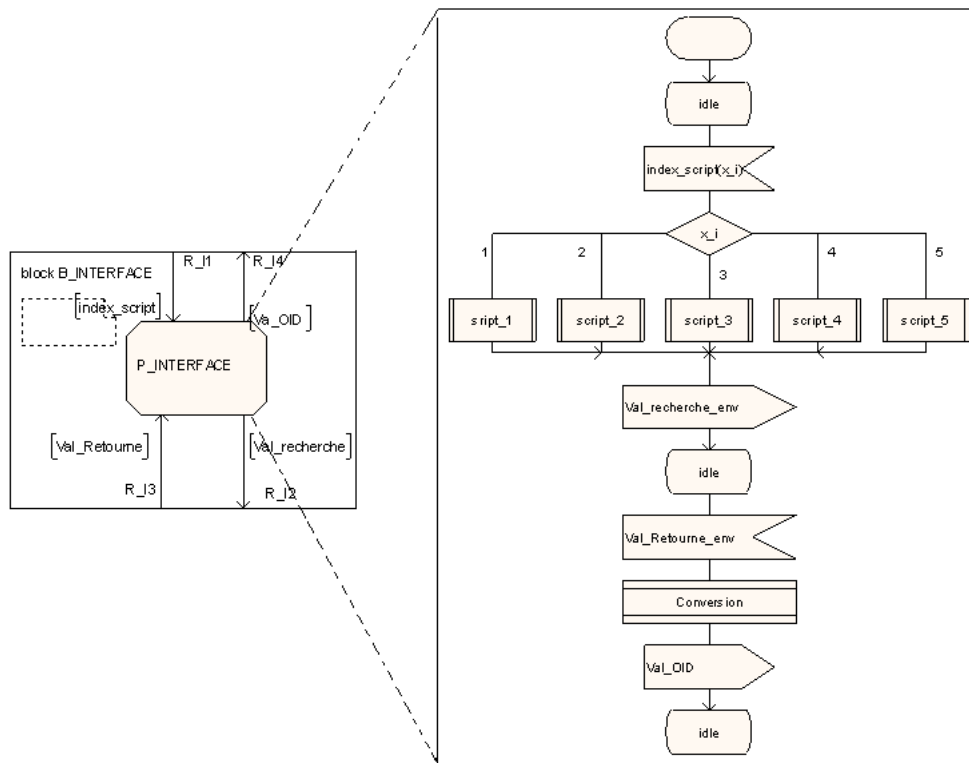 block B_INTERFACE
R_I1
R_I4
[index_script]
[Va_OID]
P_INTERFACE
[Val_Retourne]
[Val_recherche]
R_I3
R_I2
idle
index_script(x_i)
x_i
1
2
3
4
5
sript_1
script_2
script_3
script_4
script_5
Val_recherche_env
idle
Val_Retourne_env
Conversion
Val_OID
idle